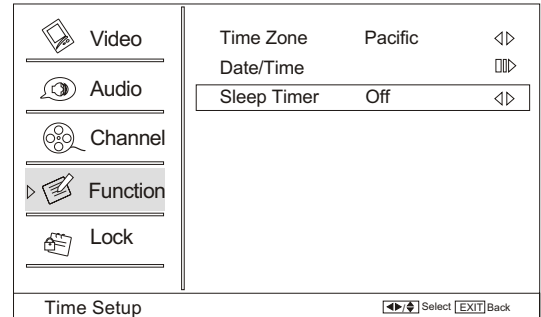 Video
Audio
Channel
Function
Lock
Time Zone Pacific
Date/Time
Sleep Timer Off
Time Setup
Select EXIT Back